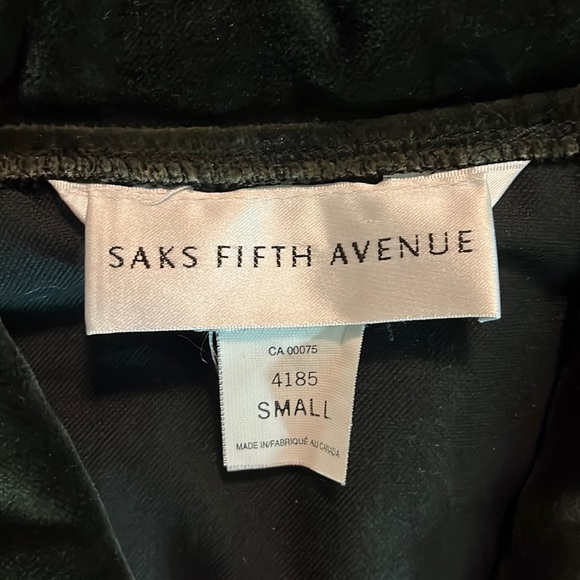 SAKS FIFTH AVENUE
CA 00075
4185
SMALL
MADE IN/FABRIQUÉ AU CANADA